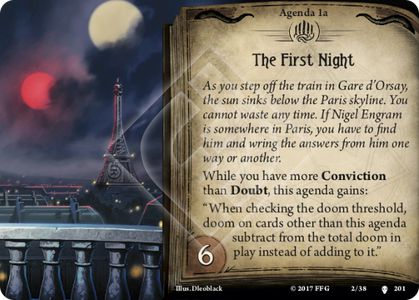 Agenda 1a
The First Night
As you step off the train in Gare d'Orsay,
the sun sinks below the Paris skyline. You
cannot waste any time. If Nigel Engram
is somewhere in Paris, you have to find
him and wring the answers from him one
way or another.
While you have more Conviction
than Doubt, this agenda gains:
"When checking the doom threshold,
doom on cards other than this agenda
subtract from the total doom in
play instead of adding to it."
6
Illus. Dleoblack
© 2017 FFG
2/38
201